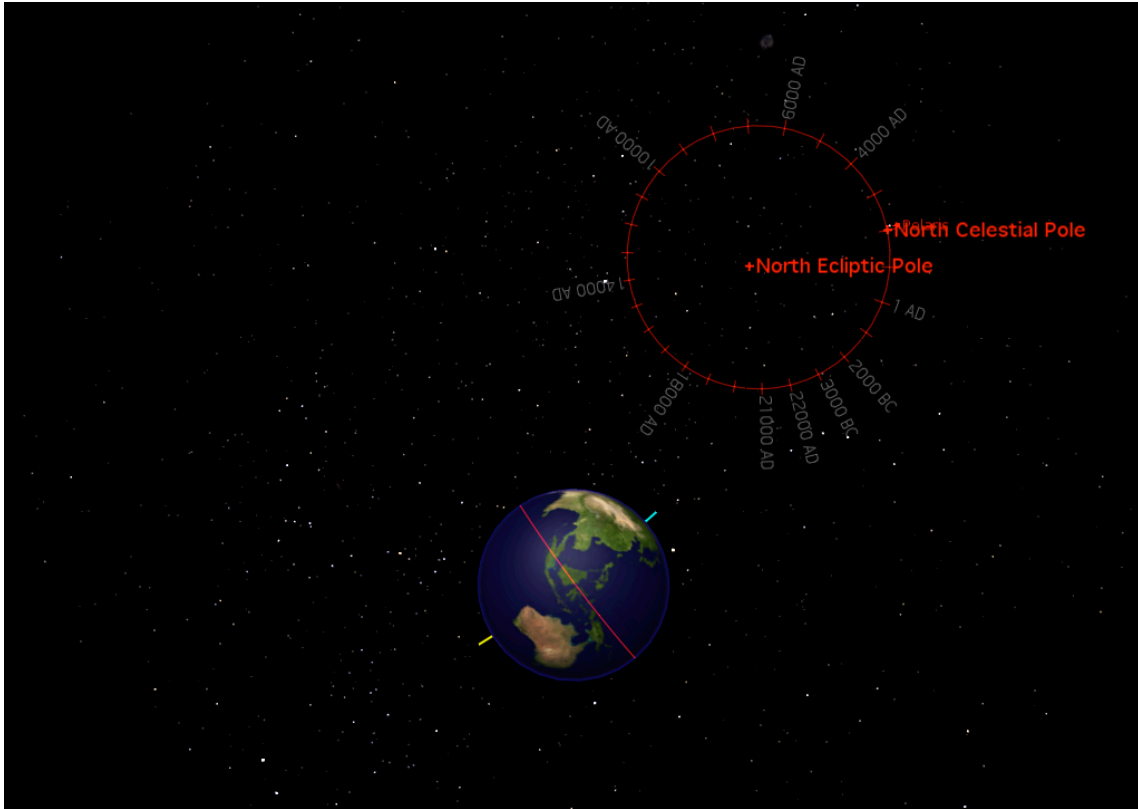 6000 AD
4000 AD
10000 AD
Polaris
North Celestial Pole
North Ecliptic Pole
14000 AD
1 AD
2000 BC
3000 BC
22000 AD
21000 AD
18000 AD